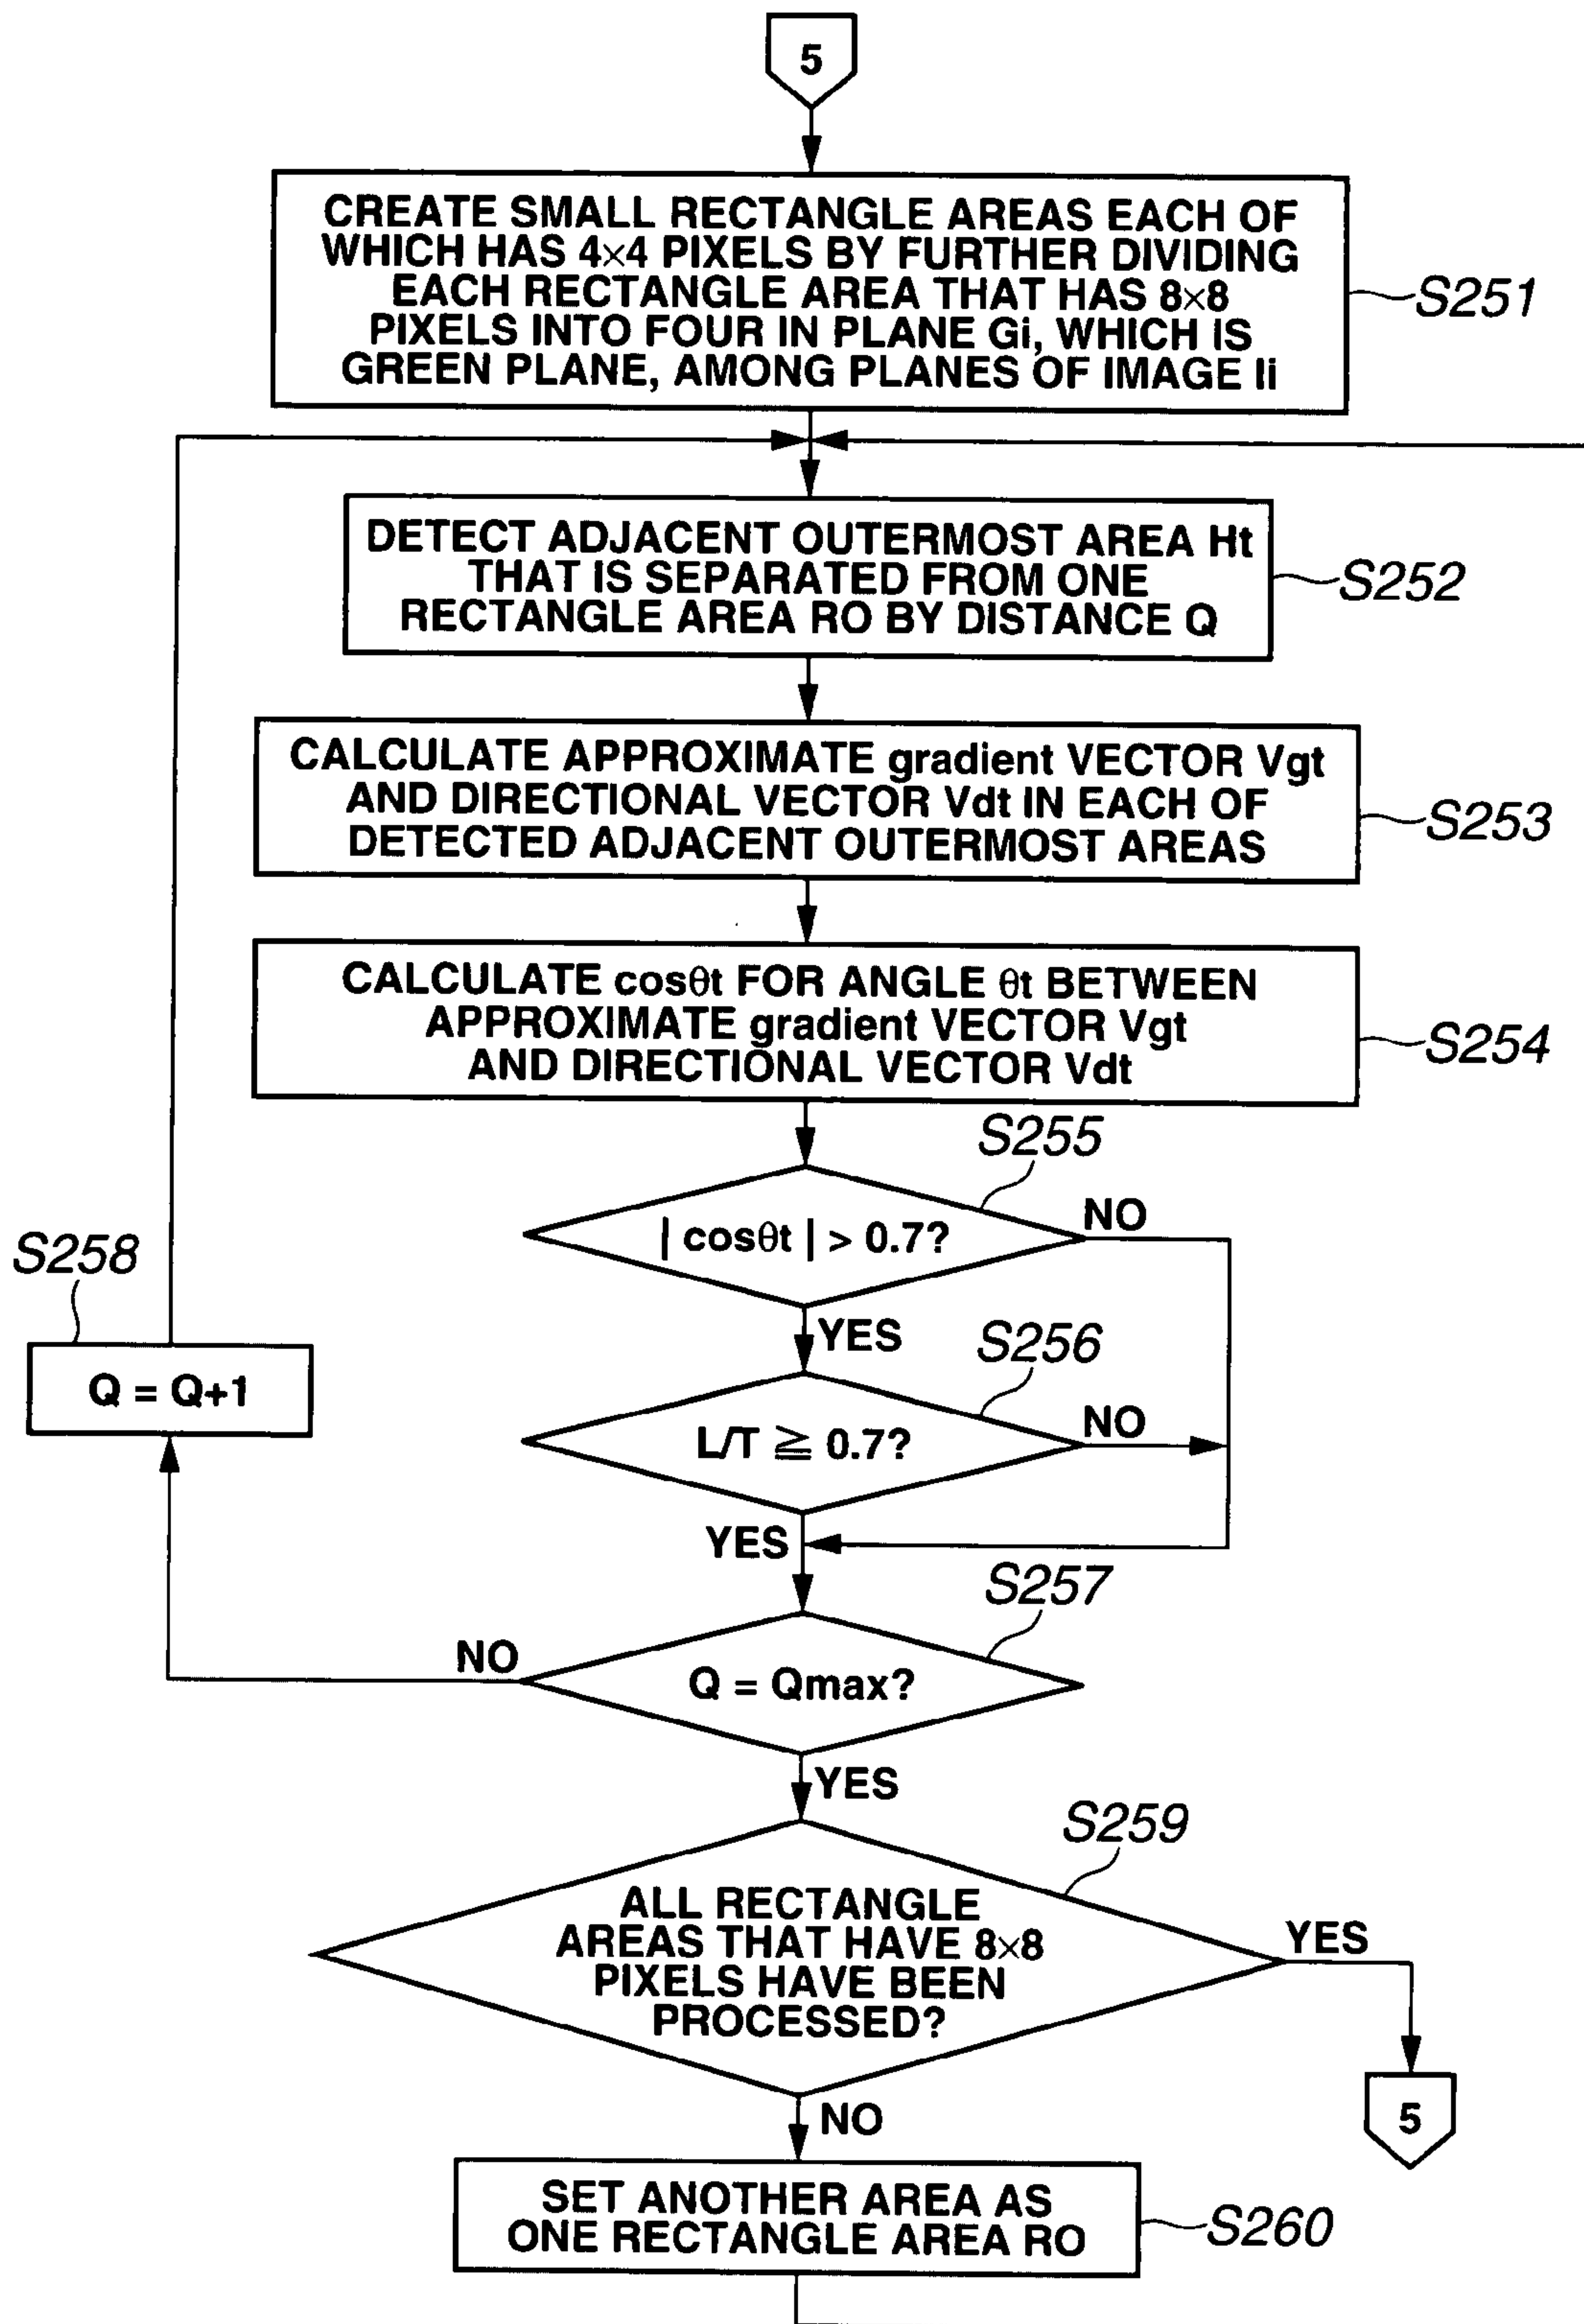 5
CREATE SMALL RECTANGLE AREAS EACH OF
WHICH HAS 4×4 PIXELS BY FURTHER DIVIDING
EACH RECTANGLE AREA THAT HAS 8×8
PIXELS INTO FOUR IN PLANE Gi, WHICH IS
GREEN PLANE, AMONG PLANES OF IMAGE Ii
S251
DETECT ADJACENT OUTERMOST AREA Ht
THAT IS SEPARATED FROM ONE
RECTANGLE AREA RO BY DISTANCE Q
S252
CALCULATE APPROXIMATE gradient VECTOR Vgt
AND DIRECTIONAL VECTOR Vdt IN EACH OF
DETECTED ADJACENT OUTERMOST AREAS
S253
CALCULATE cosθt FOR ANGLE θt BETWEEN
APPROXIMATE gradient VECTOR Vgt
AND DIRECTIONAL VECTOR Vdt
S254
S255
| cosθt | > 0.7?
NO
YES
S258
Q = Q+1
S256
L/T ≧ 0.7?
NO
YES
S257
Q = Qmax?
NO
YES
S259
ALL RECTANGLE
AREAS THAT HAVE 8×8
PIXELS HAVE BEEN
PROCESSED?
YES
5
NO
SET ANOTHER AREA AS
ONE RECTANGLE AREA RO
S260